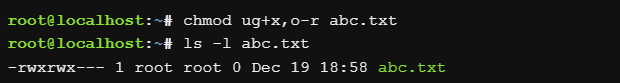 root@localhost:~# chmod ug+x,o-r abc.txt
root@localhost:~# ls -l abc.txt
-rwxrwx--- 1 root root 0 Dec 19 18:58 abc.txt